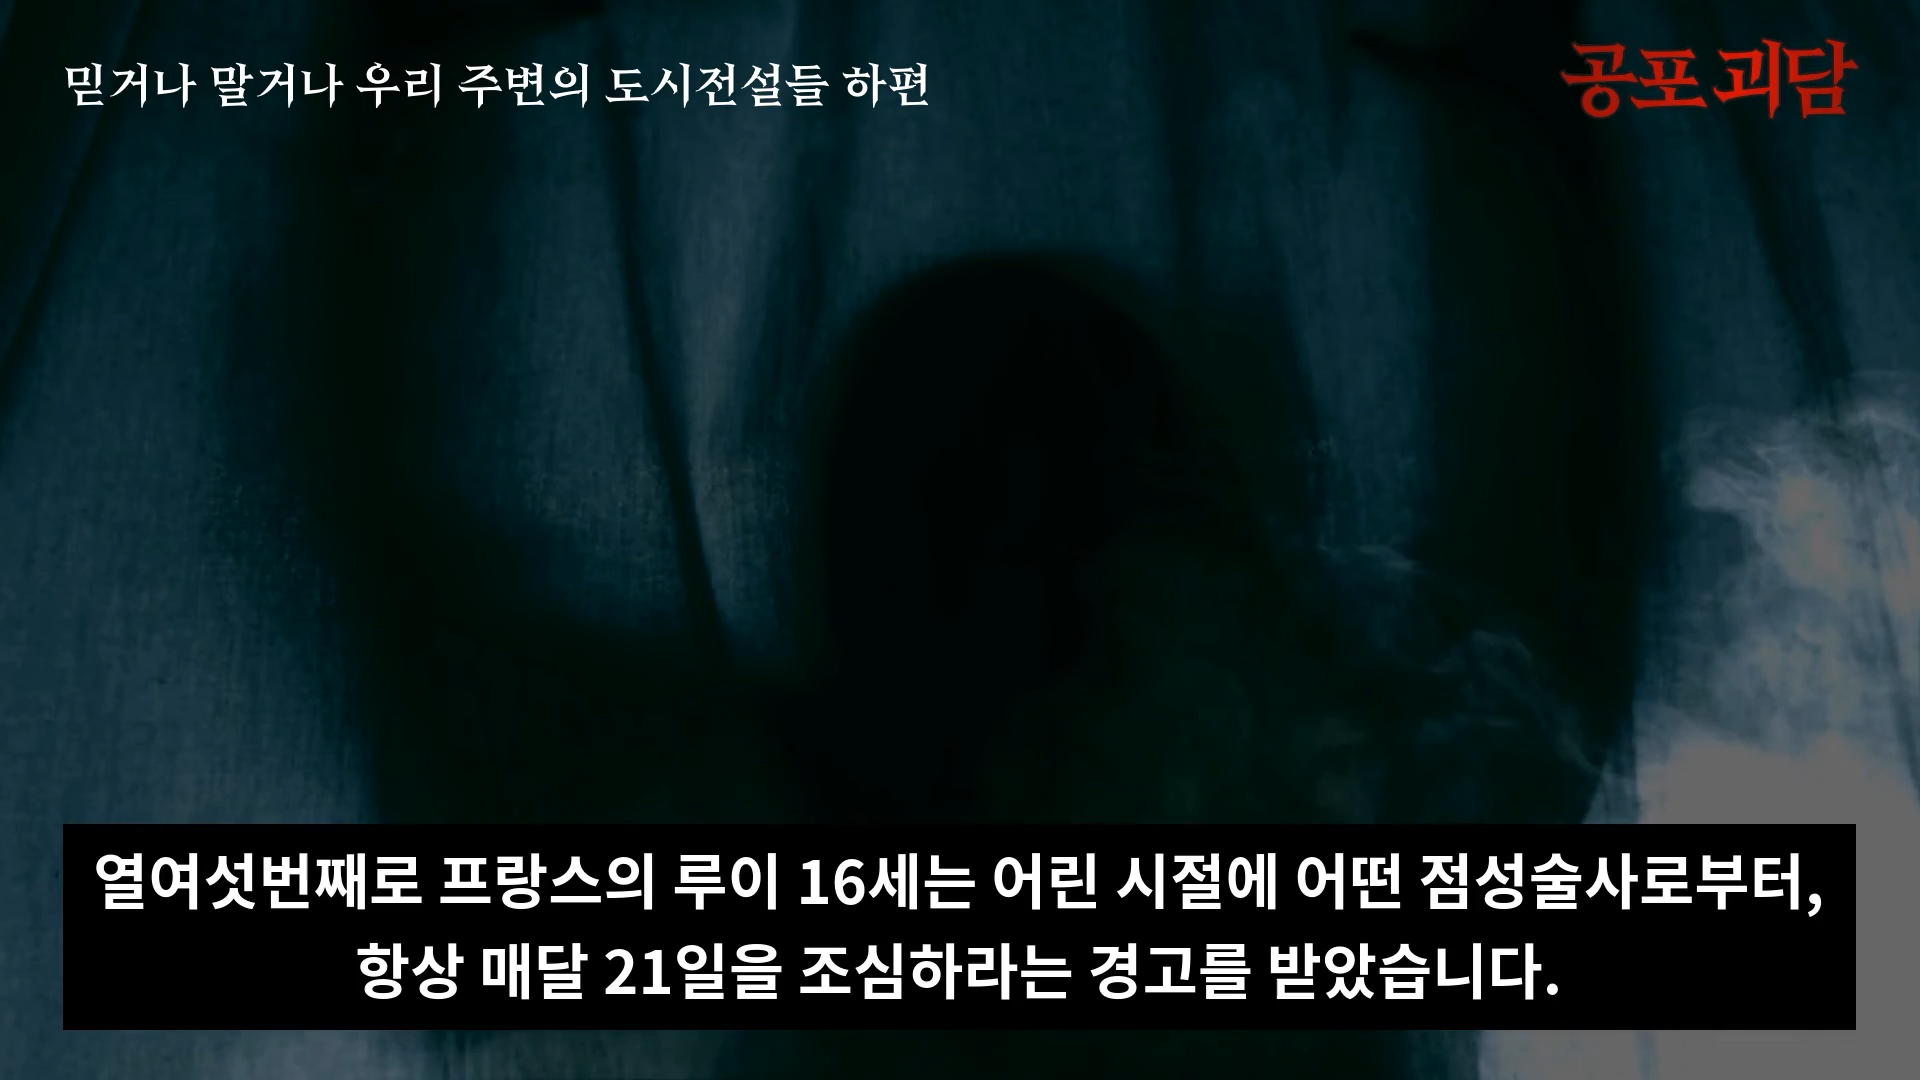 믿거나 말거나 우리 주변의 도시전설들 하편
공포 괴담
열여섯번째로 프랑스의 루이 16세는 어린 시절에 어떤 점성술사로부터,
항상 매달 21일을 조심하라는 경고를 받았습니다.